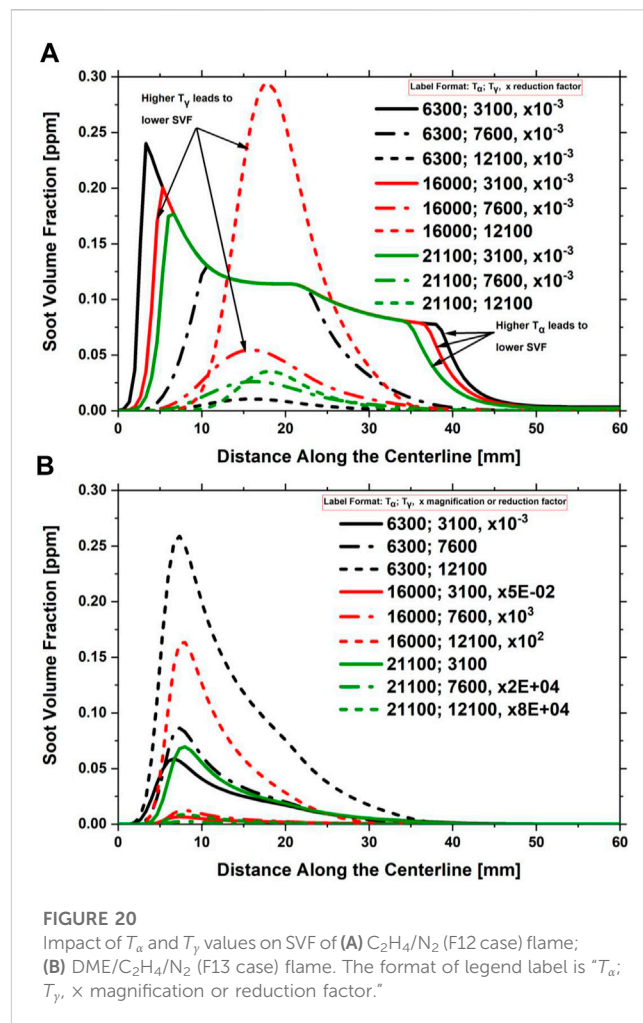 A
0.30
0.25
0.20
0.15
0.10
0.05
0.00
Soot Volume Fraction [ppm]
Higher Tγ leads to
lower SVF
Label Format: Tα; Tγ, x reduction factor
6300; 3100, x10⁻³
6300; 7600, x10⁻³
6300; 12100, x10⁻³
16000; 3100, x10⁻³
16000; 7600, x10⁻³
16000; 12100
21100; 3100, x10⁻³
21100; 7600, x10⁻³
21100; 12100
Higher Tα leads to
lower SVF
0 10 20 30 40 50 60
Distance Along the Centerline [mm]
B
0.30
0.25
0.20
0.15
0.10
0.05
0.00
Soot Volume Fraction [ppm]
Label Format: Tα; Tγ, x magnification or reduction factor
6300; 3100, x10⁻³
6300; 7600
6300; 12100
16000; 3100, x5E-02
16000; 7600, x10³
16000; 12100, x10²
21100; 3100
21100; 7600, x2E+04
21100; 12100, x8E+04
0 10 20 30 40 50 60
Distance Along the Centerline [mm]
FIGURE 20
Impact of Tα and Tγ values on SVF of (A) C₂H₄/N₂ (F12 case) flame;
(B) DME/C₂H₄/N₂ (F13 case) flame. The format of legend label is “Tα;
Tγ, × magnification or reduction factor.”